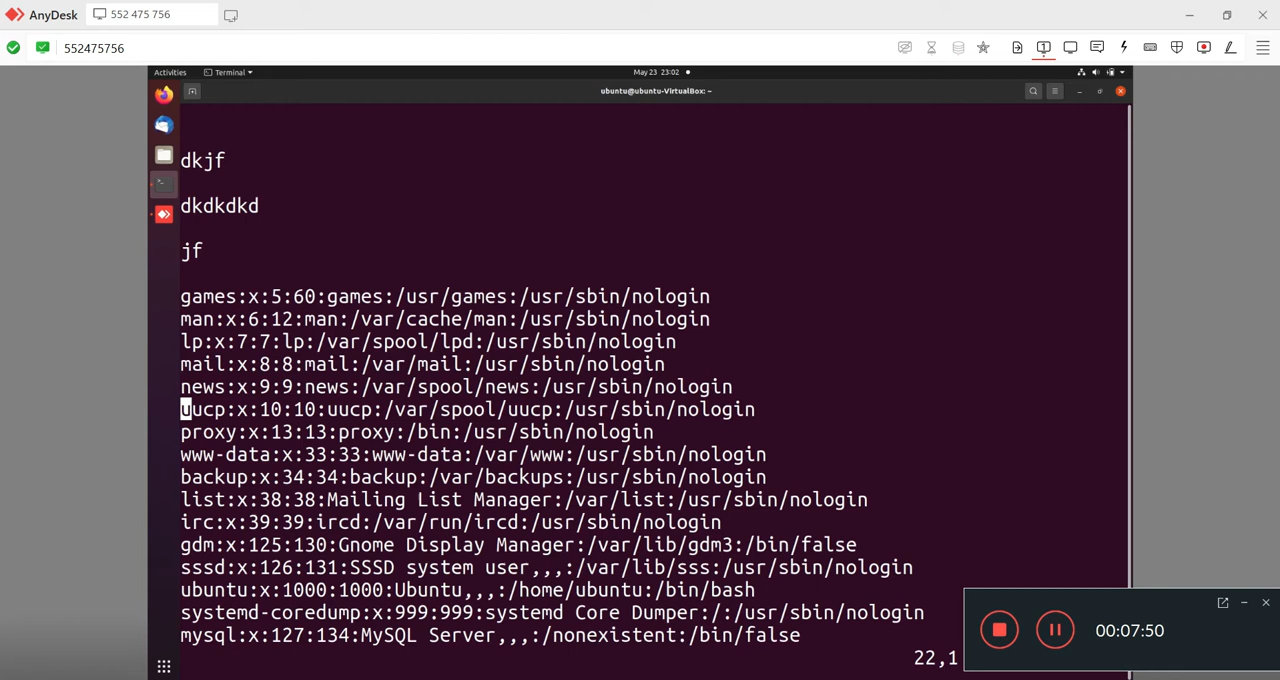 AnyDesk
552 475 756
552475756
1
Activities
Terminal
May 23 23:02
ubuntu@ubuntu-VirtualBox: ~
dkjf
dkdkdkd
jf
games:x:5:60:games:/usr/games:/usr/sbin/nologin
man:x:6:12:man:/var/cache/man:/usr/sbin/nologin
lp:x:7:7:lp:/var/spool/lpd:/usr/sbin/nologin
mail:x:8:8:mail:/var/mail:/usr/sbin/nologin
news:x:9:9:news:/var/spool/news:/usr/sbin/nologin
uucp:x:10:10:uucp:/var/spool/uucp:/usr/sbin/nologin
proxy:x:13:13:proxy:/bin:/usr/sbin/nologin
www-data:x:33:33:www-data:/var/www:/usr/sbin/nologin
backup:x:34:34:backup:/var/backups:/usr/sbin/nologin
list:x:38:38:Mailing List Manager:/var/list:/usr/sbin/nologin
irc:x:39:39:ircd:/var/run/ircd:/usr/sbin/nologin
gdm:x:125:130:Gnome Display Manager:/var/lib/gdm3:/bin/false
sssd:x:126:131:SSSD system user,,,:/var/lib/sss:/usr/sbin/nologin
ubuntu:x:1000:1000:Ubuntu,,,:/home/ubuntu:/bin/bash
systemd-coredump:x:999:999:systemd Core Dumper:/:/usr/sbin/nologin
mysql:x:127:134:MySQL Server,,,:/nonexistent:/bin/false
22,1
00:07:50